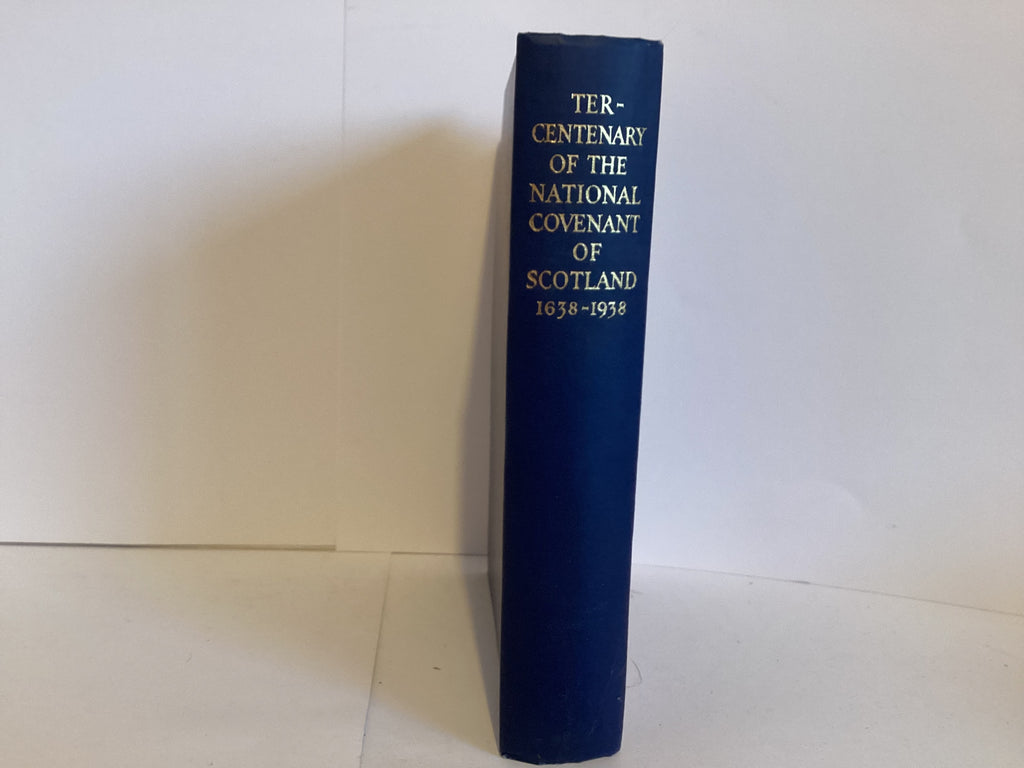 TER-
CENTENARY
OF THE
NATIONAL
COVENANT
OF
SCOTLAND
1638-1938